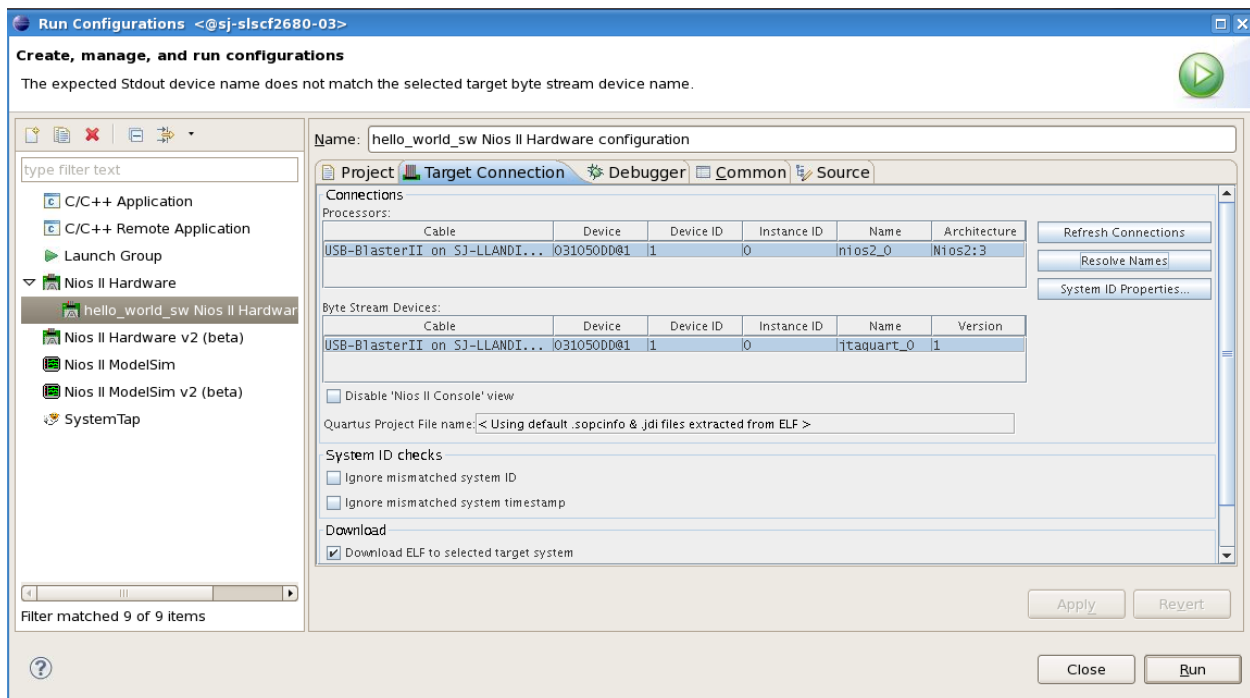 Run Configurations <@sj-slscf2680-03>
Create, manage, and run configurations
The expected Stdout device name does not match the selected target byte stream device name.
type filter text
C/C++ Application
C/C++ Remote Application
Launch Group
Nios II Hardware
hello_world_sw Nios II Hardwar
Nios II Hardware v2 (beta)
Nios II ModelSim
Nios II ModelSim v2 (beta)
SystemTap
Filter matched 9 of 9 items
Name: hello_world_sw Nios II Hardware configuration
Project Target Connection Debugger Common Source
Connections
Processors:
Cable Device Device ID Instance ID Name Architecture
USB-BlasterII on SJ-LLANDI... 031050DD@1 1 0 nios2_0 Nios2:3
Refresh Connections
Resolve Names
System ID Properties...
Byte Stream Devices:
Cable Device Device ID Instance ID Name Version
USB-BlasterII on SJ-LLANDI... 031050DD@1 1 0 jtaguart_0 1
Disable 'Nios II Console' view
Quartus Project File name: < Using default .sopcinfo & .jdi files extracted from ELF >
System ID checks
Ignore mismatched system ID
Ignore mismatched system timestamp
Download
Download ELF to selected target system
Apply Revert
? Close Run